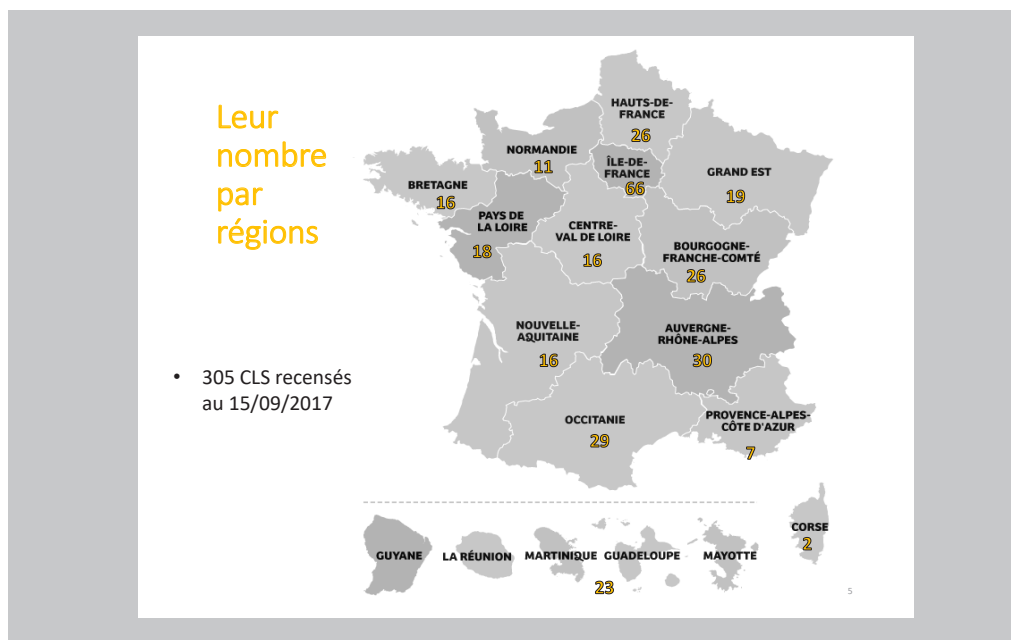 Leur
nombre
par
régions
• 305 CLS recensés
au 15/09/2017
HAUTS-DE-
FRANCE
26
NORMANDIE
11
ÎLE-DE-
FRANCE
66
GRAND EST
19
BRETAGNE
16
PAYS DE
LA LOIRE
18
CENTRE-
VAL DE LOIRE
16
BOURGOGNE-
FRANCHE-COMTÉ
26
NOUVELLE-
AQUITAINE
16
AUVERGNE-
RHÔNE-ALPES
30
OCCITANIE
29
PROVENCE-ALPES-
CÔTE D'AZUR
7
CORSE
2
GUYANE
LA RÉUNION
MARTINIQUE
GUADELOUPE
MAYOTTE
23
5